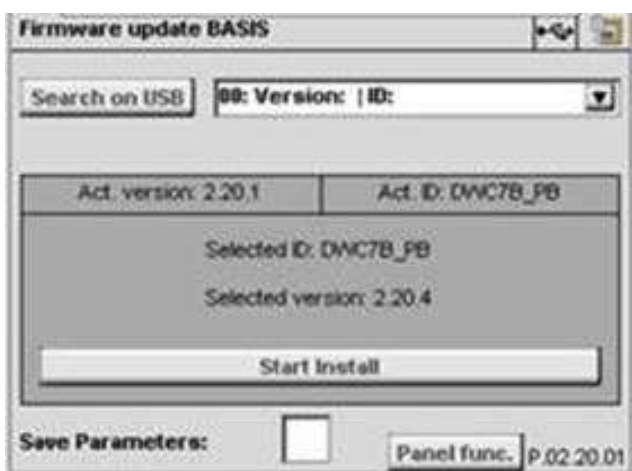 Firmware update BASIS
Search on USB 00: Version: | ID:
Act. version: 2.20.1 Act. ID: DWC7B_PB
Selected ID: DWC7B_PB
Selected version: 2.20.4
Start Install
Save Parameters:
Panel func. P.02.20.01